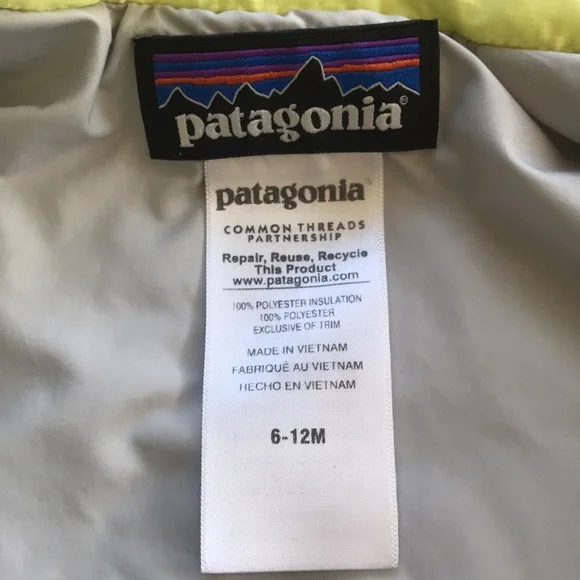 patagonia®
patagonia®
COMMON THREADS
PARTNERSHIP
Repair, Reuse, Recycle
This Product
www.patagonia.com
100% POLYESTER INSULATION
100% POLYESTER
EXCLUSIVE OF TRIM
MADE IN VIETNAM
FABRIQUÉ AU VIETNAM
HECHO EN VIETNAM
6-12M